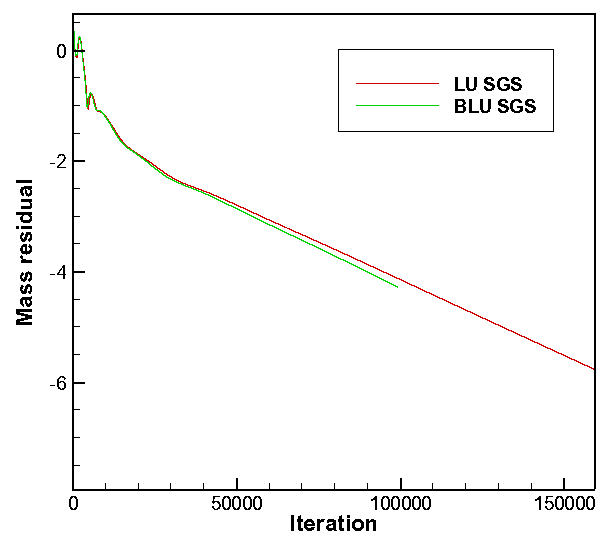 0
-2
-4
-6
Mass residual
LU SGS
BLU SGS
0 50000 100000 150000
Iteration